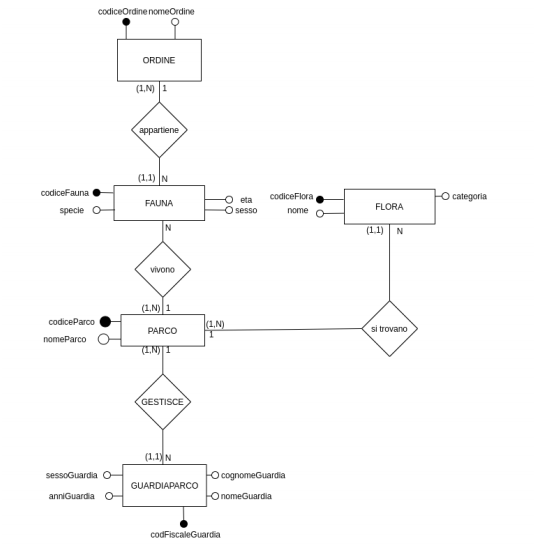 codiceOrdine nomeOrdine
ORDINE
(1,N) 1
appartiene
(1,1) N
codiceFauna
specie
FAUNA
eta
sesso
N
codiceFlora
nome
FLORA
categoria
(1,1) N
vivono
(1,N) 1
codiceParco
nomeParco
PARCO
(1,N)
1
si trovano
(1,N) 1
GESTISCE
(1,1) N
sessoGuardia
anniGuardia
GUARDIAPARCO
cognomeGuardia
nomeGuardia
codFiscaleGuardia